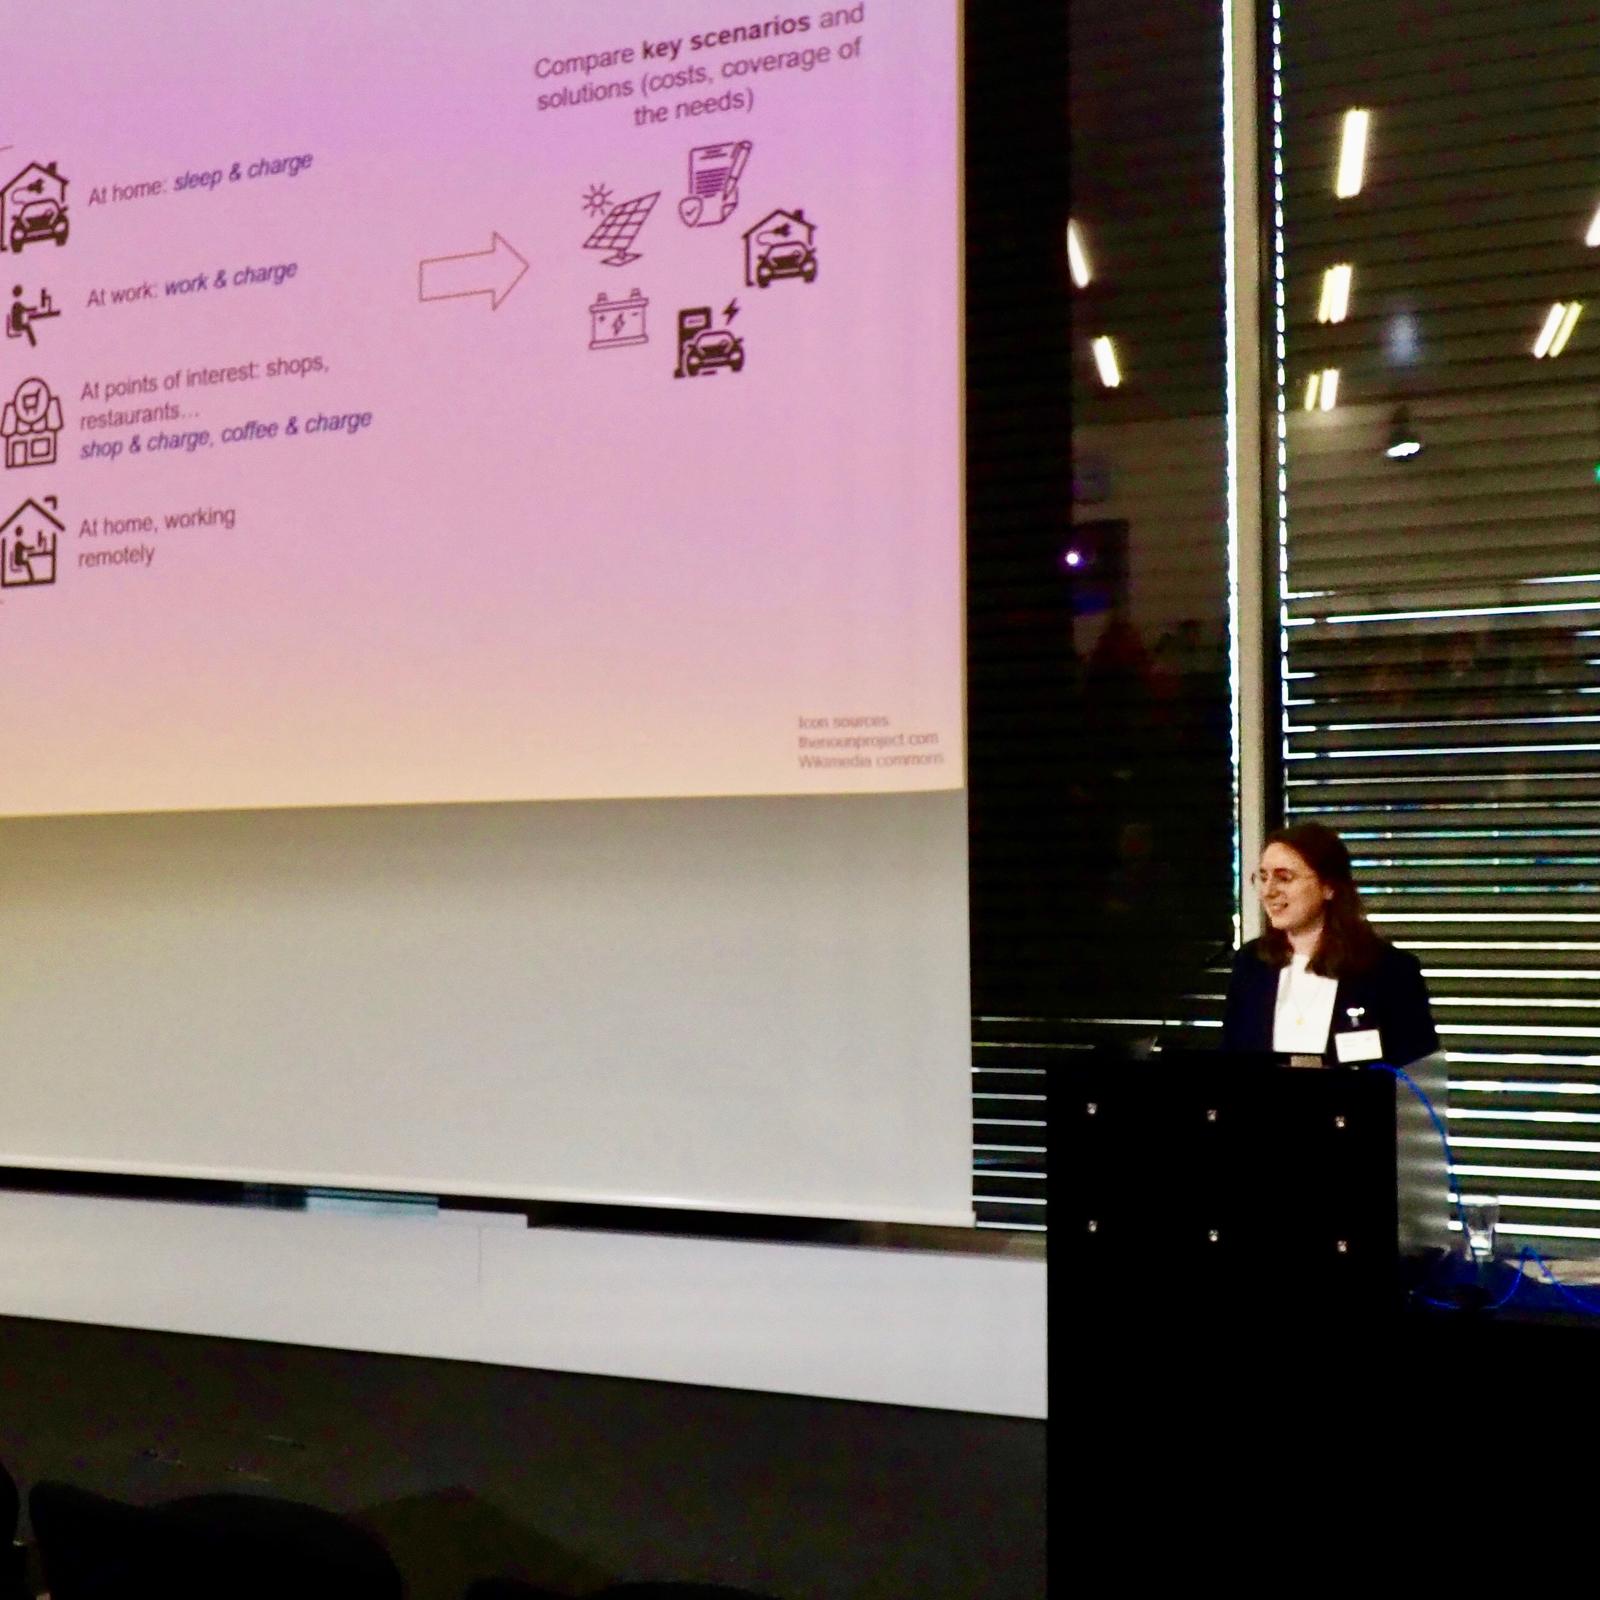 Compare key scenarios and
solutions (costs, coverage of
the needs)
At home: sleep & charge
At work: work & charge
At points of interest: shops,
restaurants...
shop & charge, coffee & charge
At home, working
remotely
Icon sources
thenounproject.com
Wikimedia commons